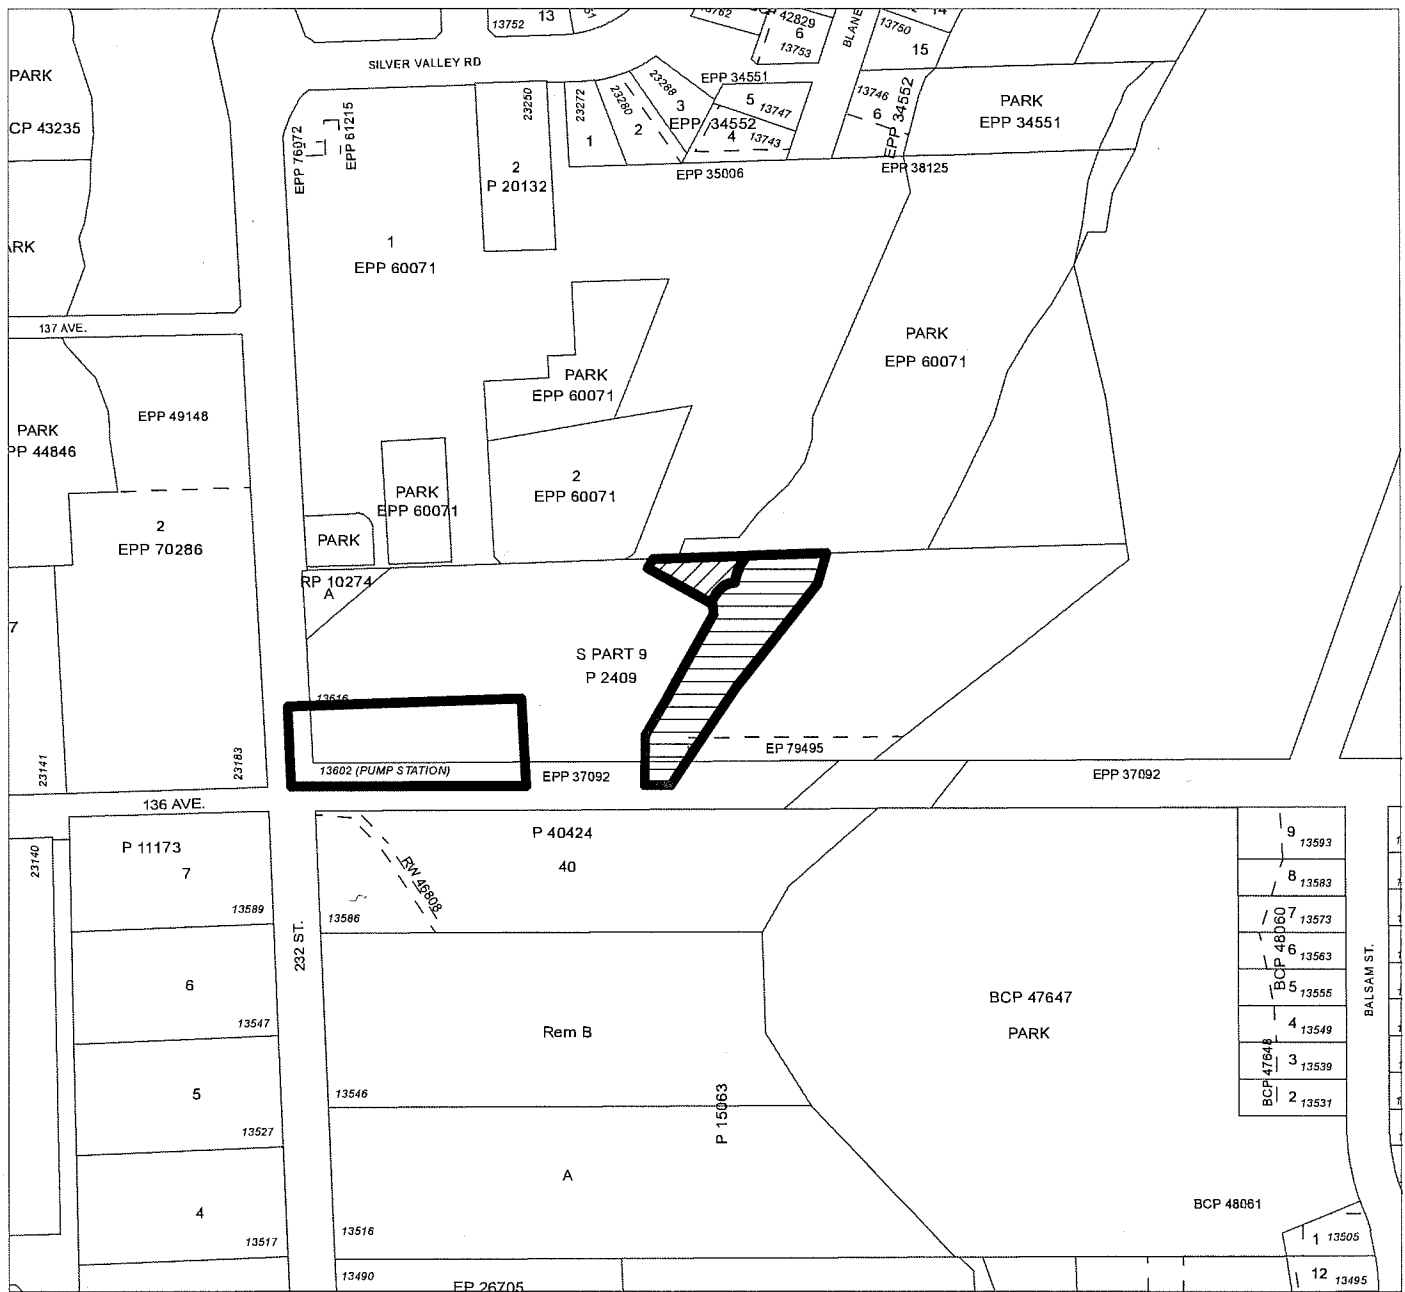 13752
13
13762
42829
6
13753
BLANE
13750
14
15
SILVER VALLEY RD
PARK
CP 43235
EPP 34551
23250
23272
23280
23288
1
2
3
5
13747
EPP 34552
4
13743
13746
6
EPP 34552
PARK
EPP 34551
EPP 76072
EPP 61215
2
P 20132
EPP 35006
EPP 38125
1
EPP 60071
137 AVE.
PARK
EPP 60071
PARK
EPP 60071
EPP 49148
PARK
PP 44846
2
EPP 60071
PARK
EPP 60071
2
EPP 70286
PARK
RP 10274
A
7
S PART 9
P 2409
13616
EP 79495
23141
23183
13602 (PUMP STATION)
EPP 37092
EPP 37092
136 AVE.
P 11173
7
23140
13589
P 40424
40
RW 46808
13586
232 ST.
9 13593
8 13583
7 13573
6 13563
5 13555
4 13549
3 13539
2 13531
BCP 48060
BCP 47648
BALSAM ST.
6
13547
Rem B
BCP 47647
PARK
13546
5
13527
P 15063
A
4
13517
13516
BCP 48061
1 13505
13490
EP 26705
12 13495